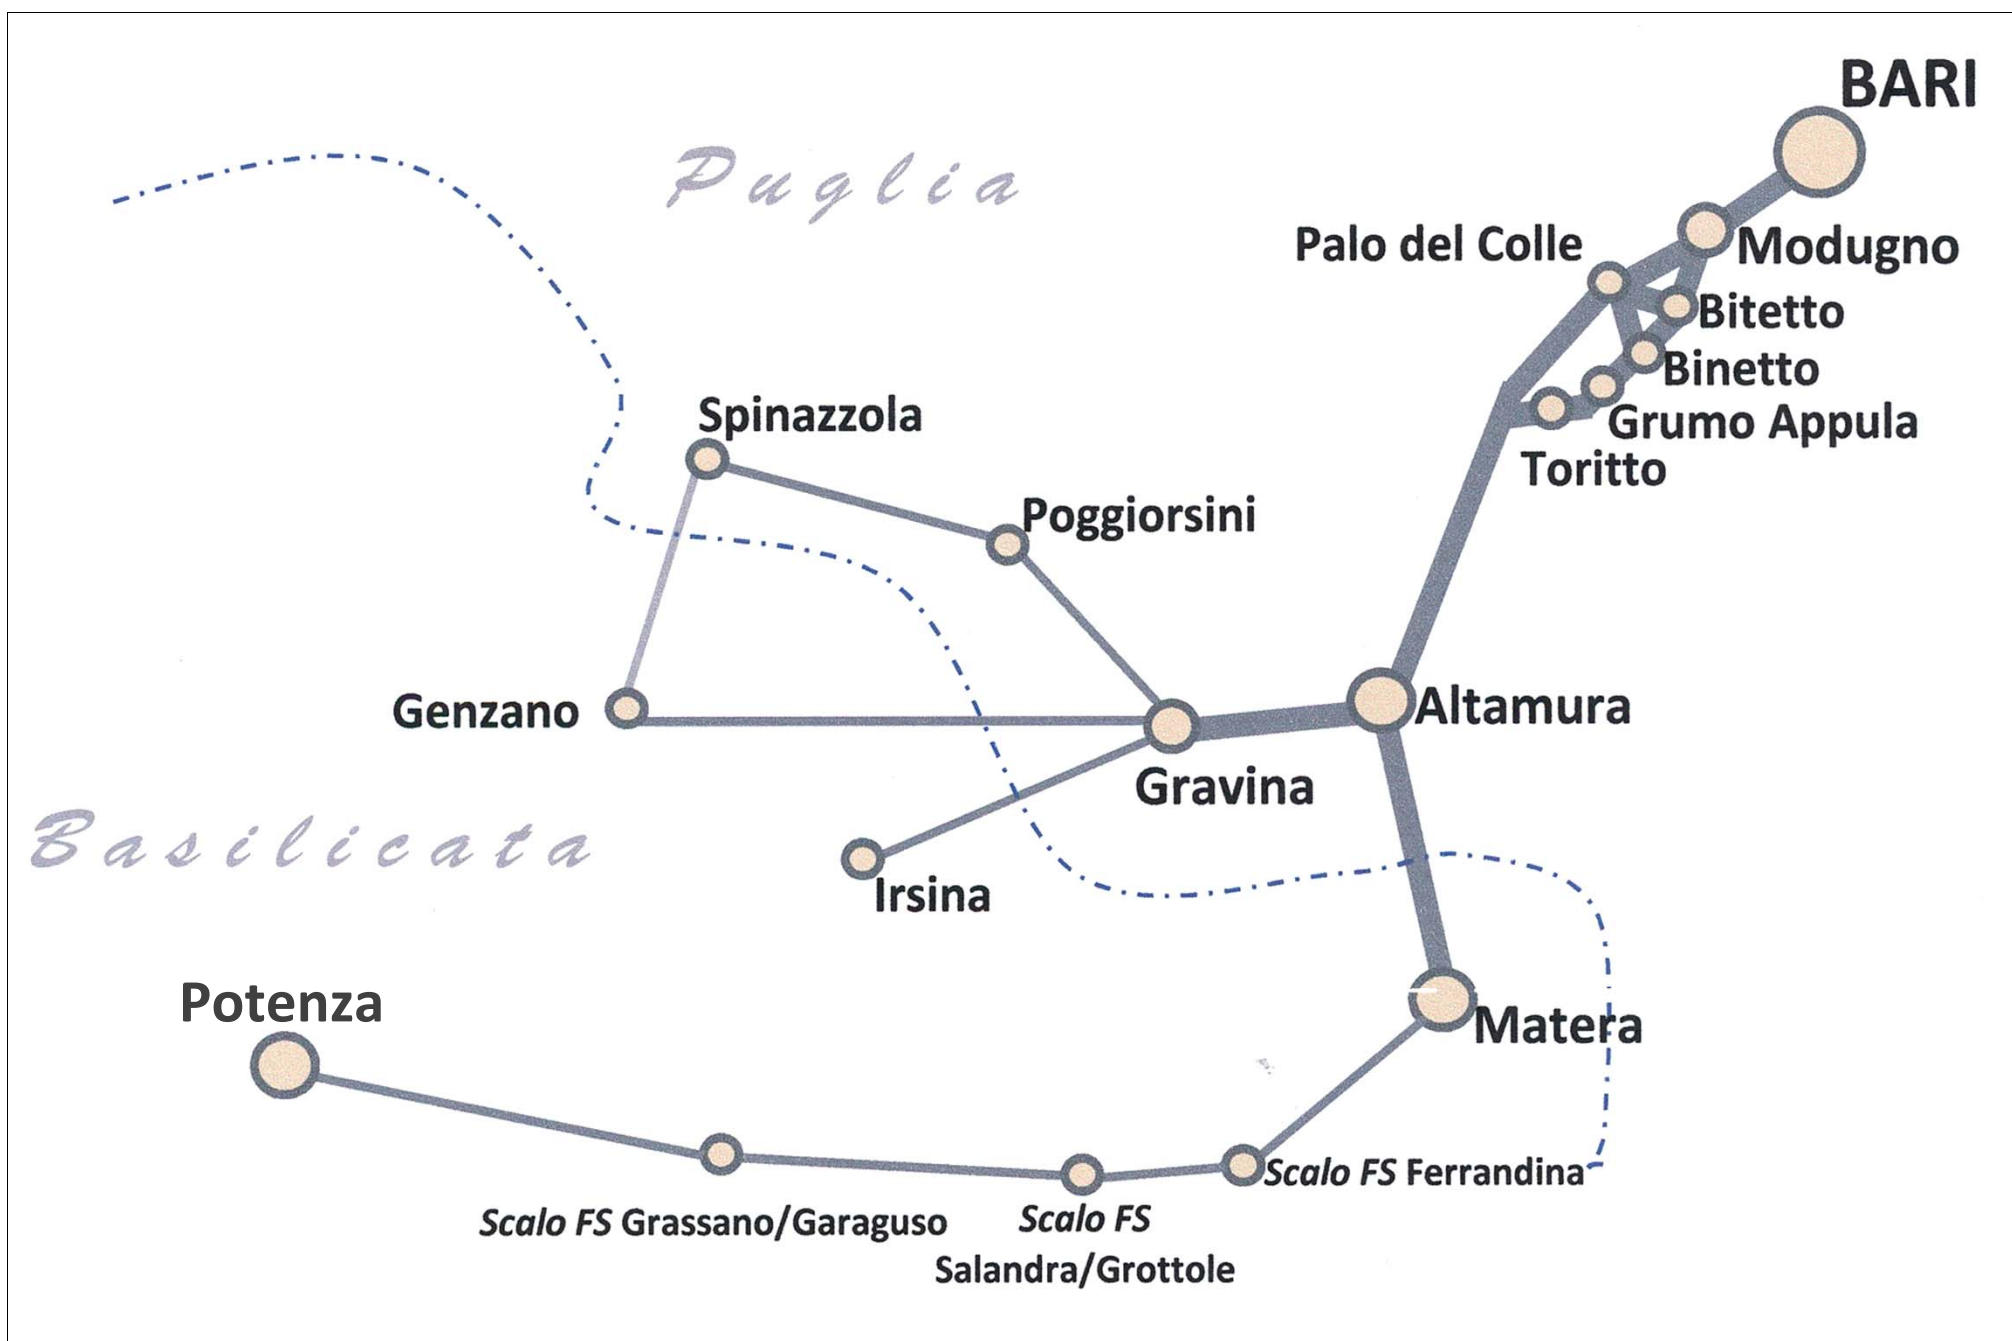 BARI
Puglia
Palo del Colle
Modugno
Bitetto
Binetto
Grumo Appula
Toritto
Spinazzola
Poggiorsini
Genzano
Altamura
Gravina
Basilicata
Irsina
Potenza
Matera
Scalo FS Ferrandina
Scalo FS Grassano/Garaguso
Scalo FS
Salandra/Grottole